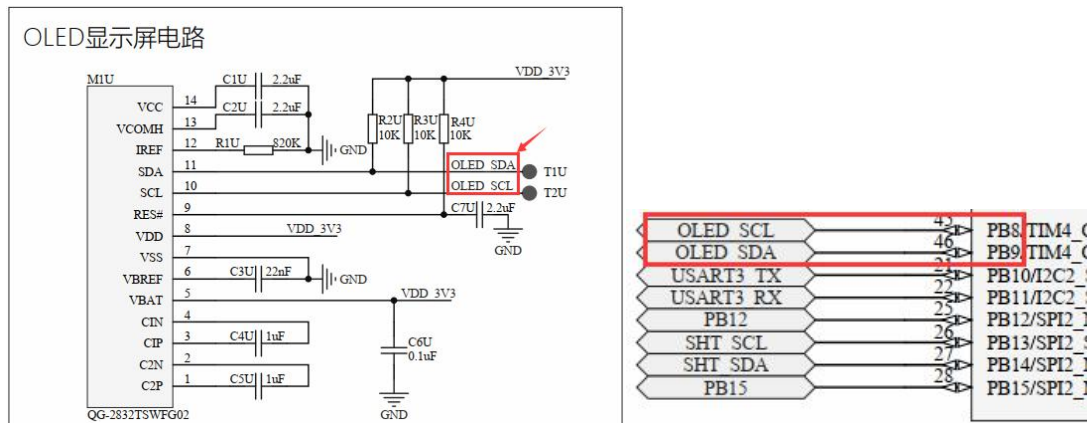 OLED显示屏电路
VDD_3V3
M1U
C1U 2.2uF
VCC 14
C2U 2.2uF
R2U R3U R4U
VCOMH 13
10K 10K 10K
IREF 12 R1U 820K GND
SDA 11 OLED_SDA T1U
SCL 10 OLED_SCL T2U
RES# 9 C7U 2.2uF
VDD 8 VDD_3V3
GND
VSS 7
VBREF 6 C3U 22nF GND
VBAT 5 VDD_3V3
CIN 4
CIP 3 C4U 1uF C6U
0.1uF
C2N 2
C2P 1 C5U 1uF
QG-2832TSWFG02 GND
OLED_SCL 45 PB8/TIM4_C
OLED_SDA 46 PB9/TIM4_C
USART3_TX 21 PB10/I2C2_S
USART3_RX 22 PB11/I2C2_S
PB12 25 PB12/SPI2_
SHT_SCL 26 PB13/SPI2_S
SHT_SDA 27 PB14/SPI2_
PB15 28 PB15/SPI2_